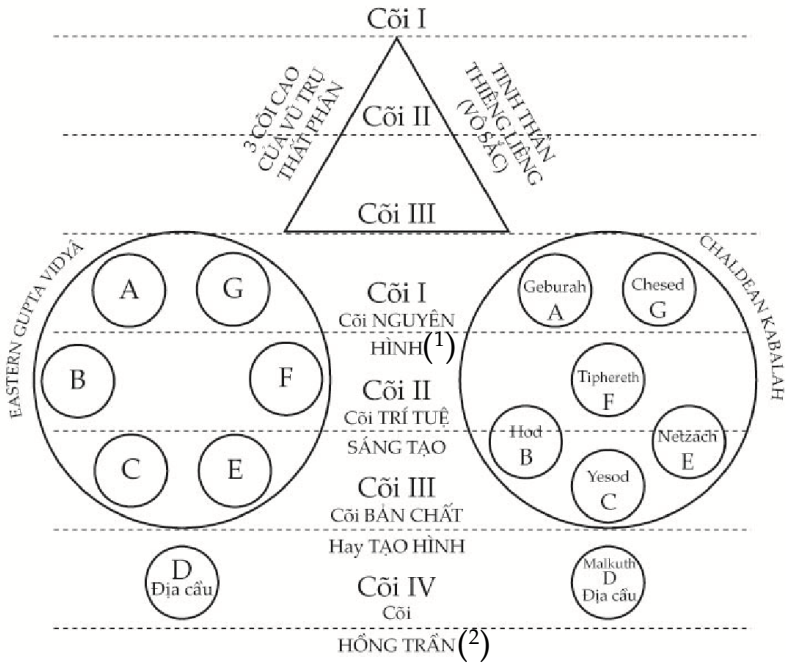 Cõi I
3 CÕI CAO
CỦA VŨ TRỤ
THẤT PHÂN
TINH THẦN
THIÊNG LIÊNG
(VÔ SẮC)
Cõi II
Cõi III
EASTERN GUPTA VIDYÂ
CHALDEAN KABALAH
A
G
B
F
C
E
D
Địa cầu
Cõi I
Cõi NGUYÊN
HÌNH(1)
Cõi II
Cõi TRÍ TUỆ
SÁNG TẠO
Cõi III
Cõi BẢN CHẤT
Hay TẠO HÌNH
Cõi IV
Cõi
HỒNG TRẦN(2)
Geburah
A
Chesed
G
Tiphereth
F
Hod
B
Netzach
E
Yesod
C
Malkuth
D
Địa cầu